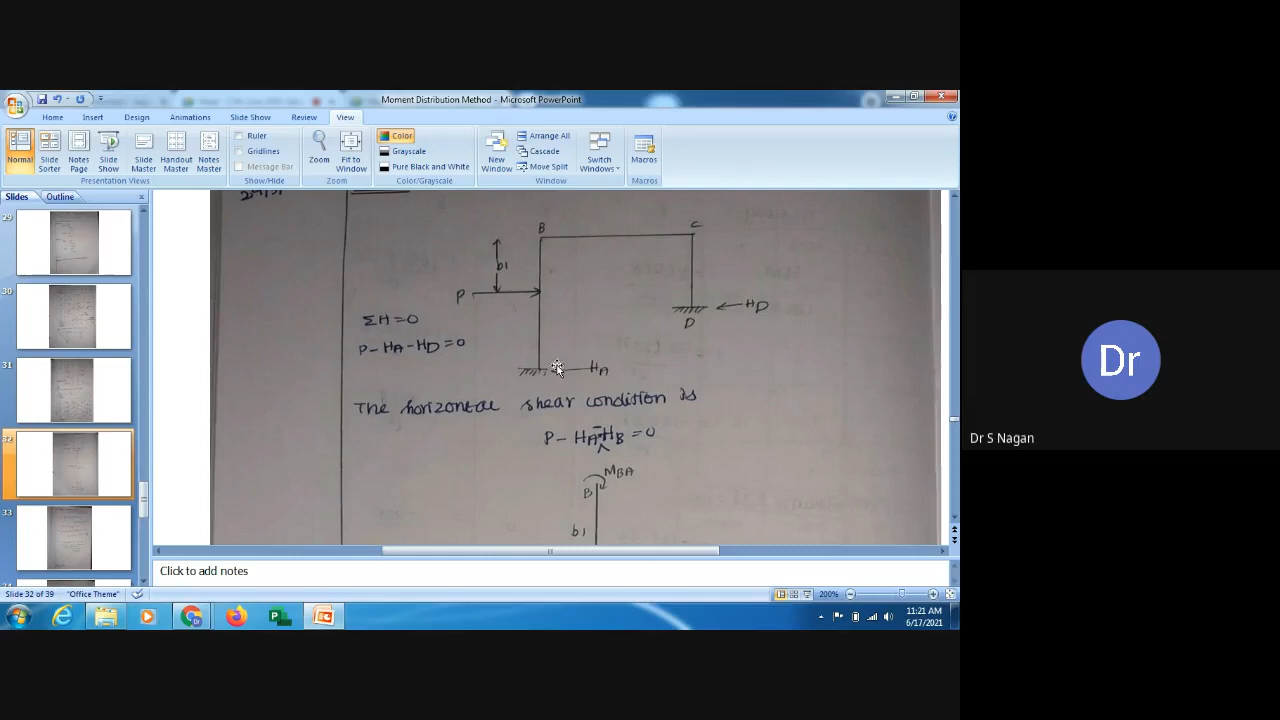 Moment Distribution Method - Microsoft PowerPoint
Home Insert Design Animations Slide Show Review View
Normal Slide Sorter Notes Page Slide Show Slide Master Handout Master Notes Master
Presentation Views
Ruler
Gridlines
Message Bar
Show/Hide
Zoom Fit to Window
Zoom
Color
Grayscale
Pure Black and White
Color/Grayscale
New Window
Arrange All
Cascade
Move Split
Switch Windows
Window
Macros
Macros
Slides Outline
29
30
31
32
33
B C
b1
P
HD
D
ΣH=0
P-HA-HD=0
HA
The horizontal shear condition is
P - HA-HB =0
MBA
B
b1
Click to add notes
Slide 32 of 39 "Office Theme" 200%
11:21 AM
6/17/2021
Dr
Dr S Nagan